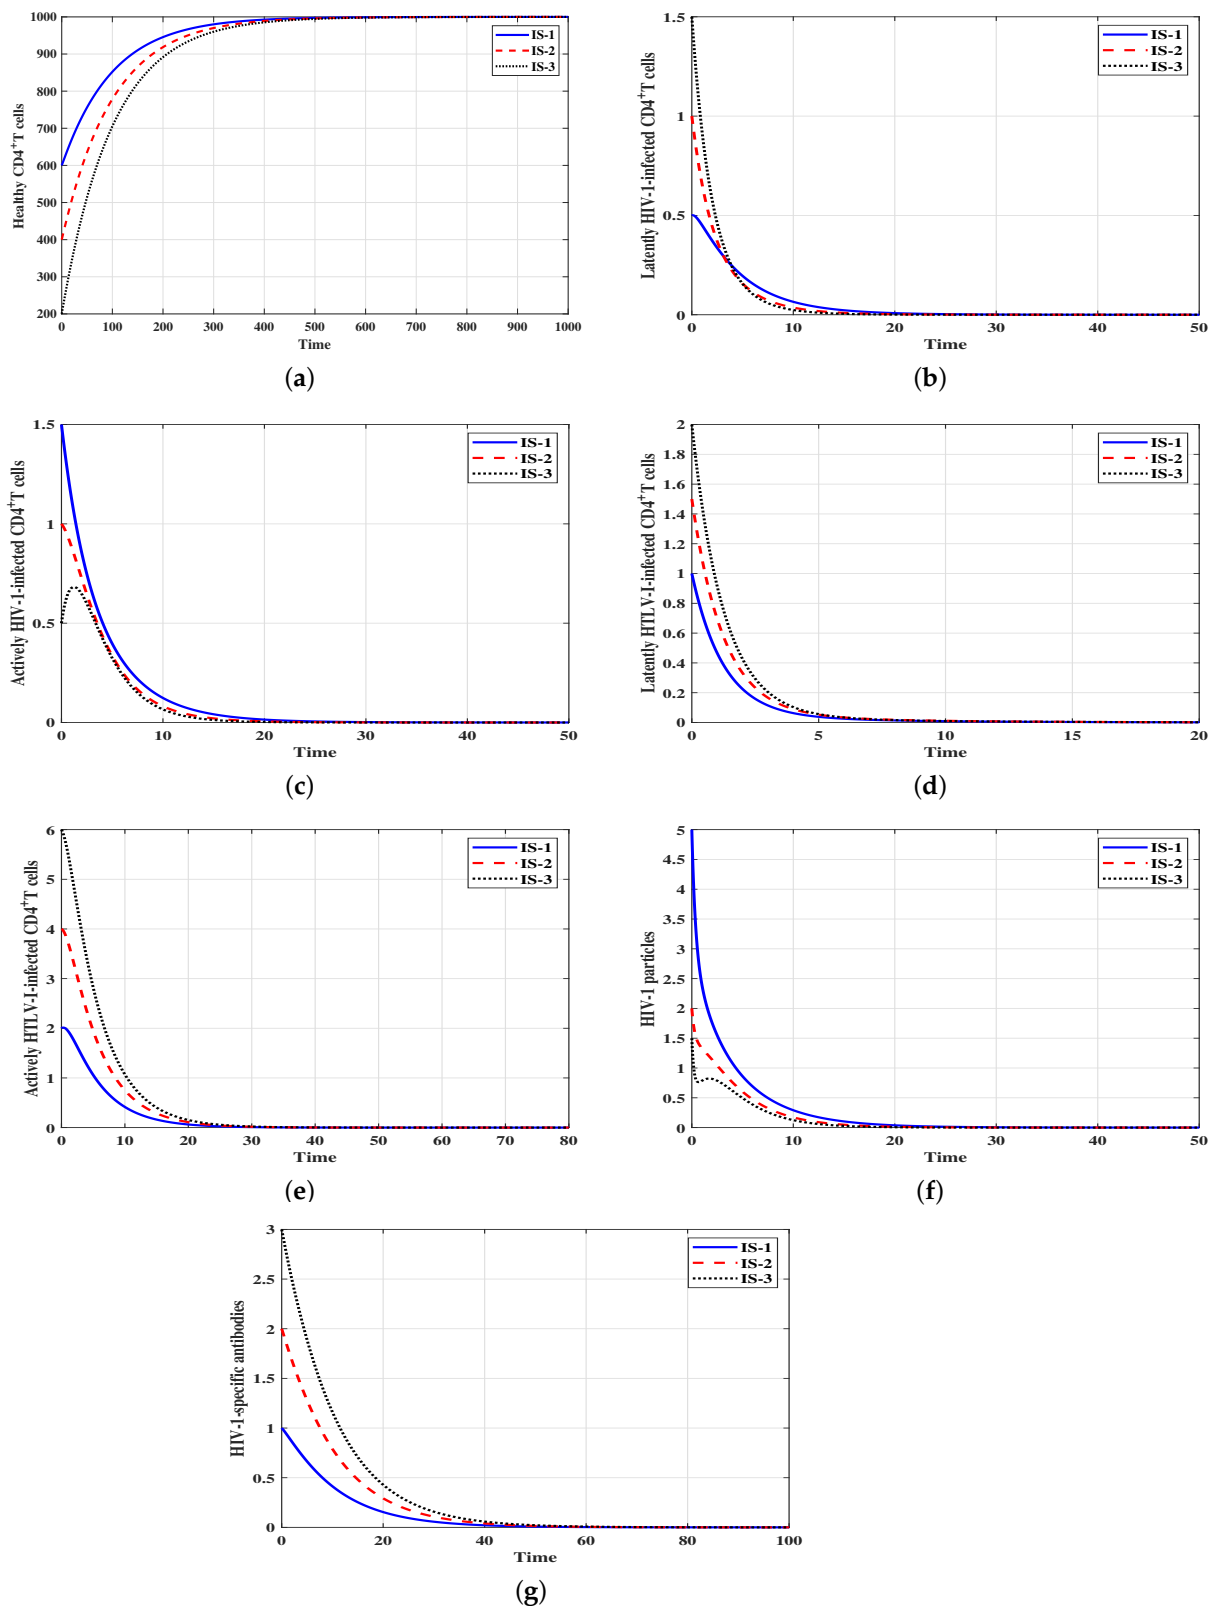 1000
900
800
700
600
500
400
300
200
Healthy CD4⁺T cells
IS-1
IS-2
IS-3
0 100 200 300 400 500 600 700 800 900 1000
Time
(a)
1.5
1
0.5
0
Latently HIV-1-infected CD4⁺T cells
IS-1
IS-2
IS-3
0 10 20 30 40 50
Time
(b)
1.5
1
0.5
0
Actively HIV-1-infected CD4⁺T cells
IS-1
IS-2
IS-3
0 10 20 30 40 50
Time
(c)
2
1.8
1.6
1.4
1.2
1
0.8
0.6
0.4
0.2
0
Latently HTLV-I-infected CD4⁺T cells
IS-1
IS-2
IS-3
0 5 10 15 20
Time
(d)
6
5
4
3
2
1
0
Actively HTLV-I-infected CD4⁺T cells
IS-1
IS-2
IS-3
0 10 20 30 40 50 60 70 80
Time
(e)
5
4.5
4
3.5
3
2.5
2
1.5
1
0.5
0
HIV-1 particles
IS-1
IS-2
IS-3
0 10 20 30 40 50
Time
(f)
3
2.5
2
1.5
1
0.5
0
HIV-1-specific antibodies
IS-1
IS-2
IS-3
0 20 40 60 80 100
Time
(g)